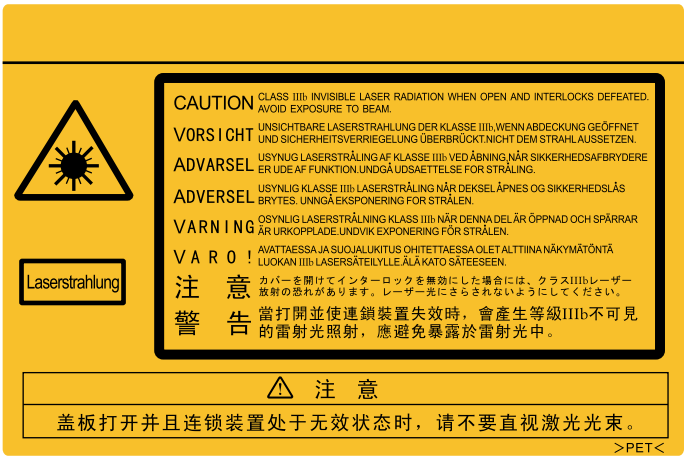 CAUTION CLASS IIIb INVISIBLE LASER RADIATION WHEN OPEN AND INTERLOCKS DEFEATED.
AVOID EXPOSURE TO BEAM.
VORSICHT UNSICHTBARE LASERSTRAHLUNG DER KLASSE IIIb,WENN ABDECKUNG GEÖFFNET
UND SICHERHEITSVERRIEGELUNG ÜBERBRÜCKT.NICHT DEM STRAHL AUSSETZEN.
ADVARSEL USYNUG LASERSTRÅLING AF KLASSE IIIb VED ÅBNING,NÅR SIKKERHEDSAFBRYDERE
ER UDE AF FUNKTION.UNDGÅ UDSAETTELSE FOR STRÅLING.
ADVERSEL USYNLIG KLASSE IIIb LASERSTRÅLING NÅR DEKSEL ÅPNES OG SIKKERHEDSLÅS
BRYTES. UNNGÅ EKSPONERING FOR STRÅLEN.
VARNING OSYNLIG LASERSTRÅLNING KLASS IIIb NÄR DENNA DEL ÄR ÖPPNAD OCH SPÄRRAR
ÄR URKOPPLADE.UNDVIK EXPONERING FÖR STRÅLEN.
VARO! AVATTAESSA JA SUOJALUKITUS OHITETTAESSA OLET ALTTIINA NÄKYMÄTÖNTÄ
LUOKAN IIIb LASERSÄTEILYLLE.ÄLÄ KATO SÄTEESEEN.
Laserstrahlung
注 意 カバーを開けてインターロックを無効にした場合には、クラスIIIbレーザー
放射の恐れがあります。レーザー光にさらされないようにしてください。
警 告 當打開並使連鎖裝置失效時，會產生等級IIIb不可見
的雷射光照射，應避免暴露於雷射光中。
注 意
盖板打开并且连锁装置处于无效状态时，请不要直视激光光束。
>PET<